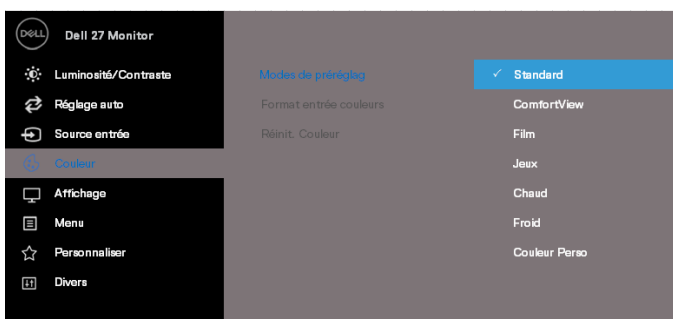 DELL
Dell 27 Monitor
Luminosité/Contraste
Réglage auto
Source entrée
Couleur
Affichage
Menu
Personnaliser
Divers
Modes de préréglag
Format entrée couleurs
Réinit. Couleur
Standard
ComfortView
Film
Jeux
Chaud
Froid
Couleur Perso